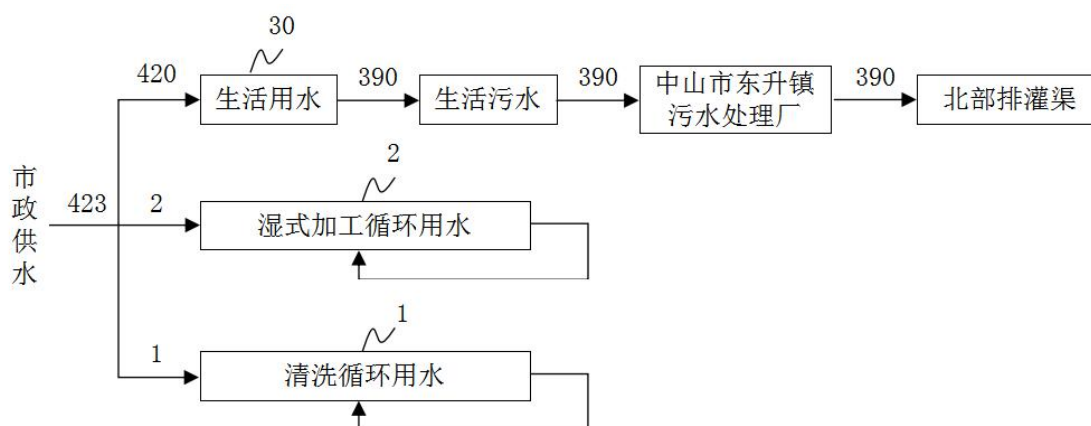 30
420
生活用水
390
生活污水
390
中山市东升镇
污水处理厂
390
北部排灌渠
市政供水
423
2
2
湿式加工循环用水
1
1
清洗循环用水